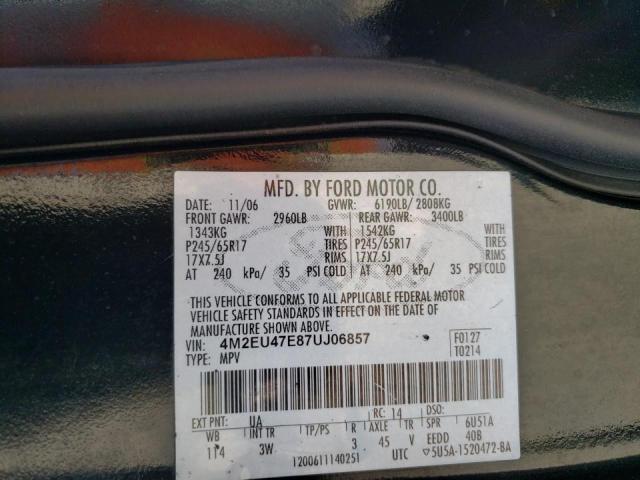 MFD. BY FORD MOTOR CO.
DATE: 11/06 GVWR: 6190LB/ 2808KG
FRONT GAWR: 2960LB REAR GAWR: 3400LB
1343KG WITH 1542KG WITH
P245/65R17 TIRES P245/65R17 TIRES
17X7.5J RIMS 17X7.5J RIMS
AT 240 kPa/ 35 PSI COLD AT 240 kPa/ 35 PSI COLD
THIS VEHICLE CONFORMS TO ALL APPLICABLE FEDERAL MOTOR
VEHICLE SAFETY STANDARDS IN EFFECT ON THE DATE OF
MANUFACTURE SHOWN ABOVE.
VIN: 4M2EU47E87UJ06857 F0127
TYPE: MPV T0214
EXT PNT: UA RC: 14 DSO:
WB INT TR TP/PS R AXLE TR SPR 6U51A
114 3W 3 45 V EEDD 40B
1200611140251 UTC ▽5U5A-1520472-BA